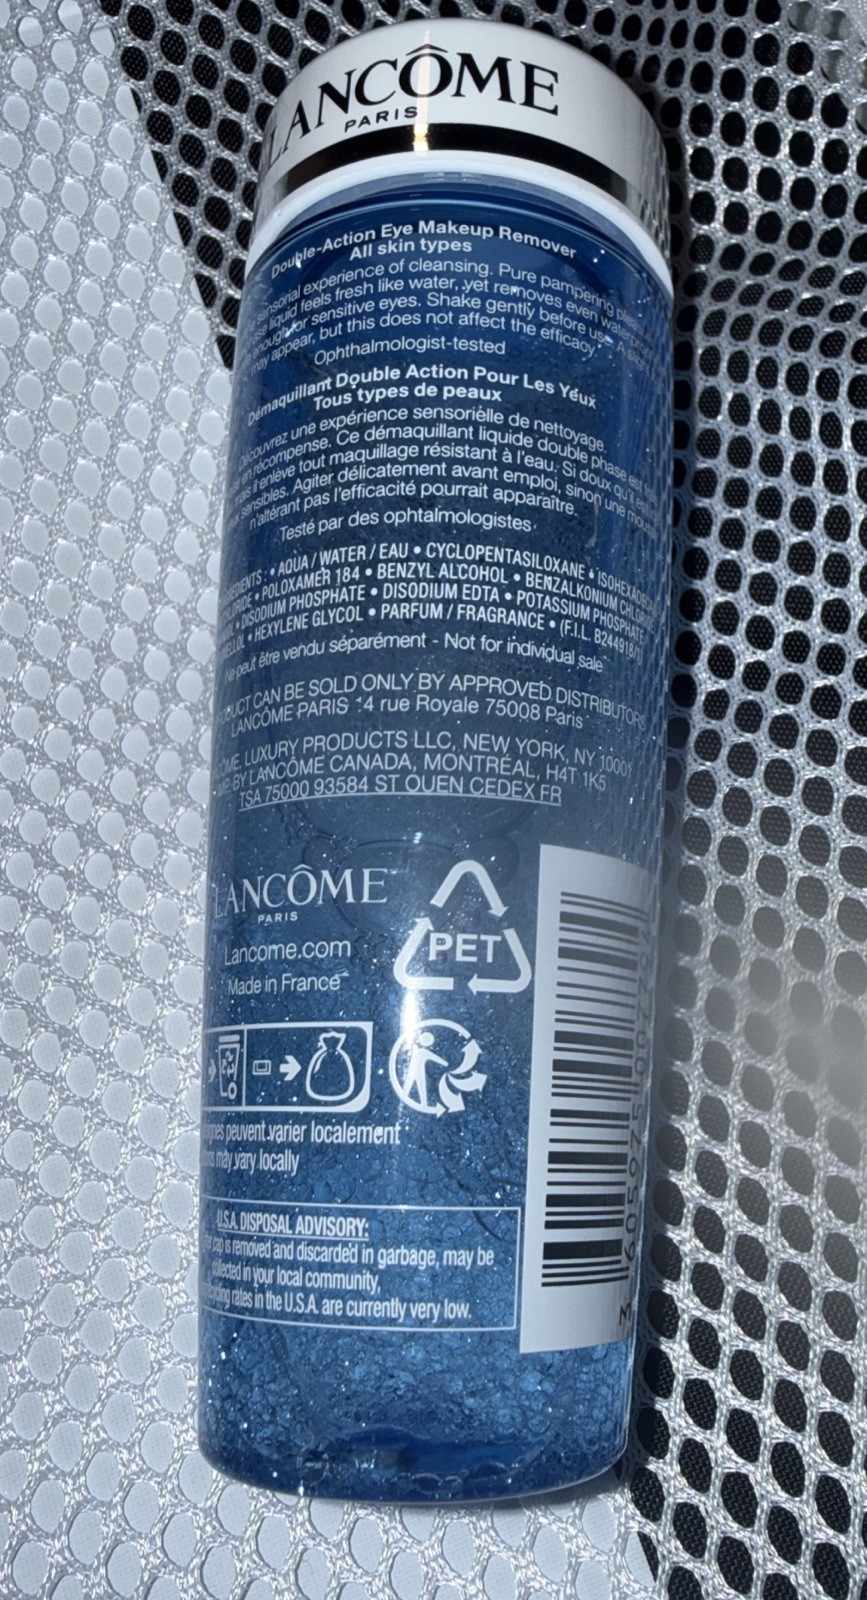 LANCÔME
PARIS
Double-Action Eye Makeup Remover
All skin types
sensorial experience of cleansing. Pure pampering
liquid feels fresh like water, yet removes even
enough for sensitive eyes. Shake gently before use. A
may appear, but this does not affect the efficacy.
Ophthalmologist-tested
Démaquillant Double Action Pour Les Yeux
Tous types de peaux
Découvrez une expérience sensorielle de nettoyage.
en récompense. Ce démaquillant liquide double phase est
mais il enlève tout maquillage résistant à l'eau. Si doux qu'il
sensibles. Agiter délicatement avant emploi, sinon une
n'altérant pas l'efficacité pourrait apparaître.
Testé par des ophtalmologistes
• AQUA / WATER / EAU • CYCLOPENTASILOXANE •
• POLOXAMER 184 • BENZYL ALCOHOL • BENZALKONIUM
• DISODIUM PHOSPHATE • DISODIUM EDTA • POTASSIUM PHOSPHATE
• HEXYLENE GLYCOL • PARFUM / FRAGRANCE • (F.I.L. B244918/1)
Ne peut être vendu séparément - Not for individual sale
CAN BE SOLD ONLY BY APPROVED DISTRIBUTORS
LANCÔME PARIS 14 rue Royale 75008 Paris
LUXURY PRODUCTS LLC, NEW YORK, NY 10001
BY LANCÔME CANADA, MONTRÉAL, H4T 1K5
TSA 75000 93584 ST OUEN CEDEX FR
LANCÔME
PARIS
PET
Lancome.com
Made in France
peuvent varier localement
may vary locally
U.S.A. DISPOSAL ADVISORY:
cap is removed and discarded in garbage, may be
collected in your local community,
rates in the U.S.A. are currently very low.